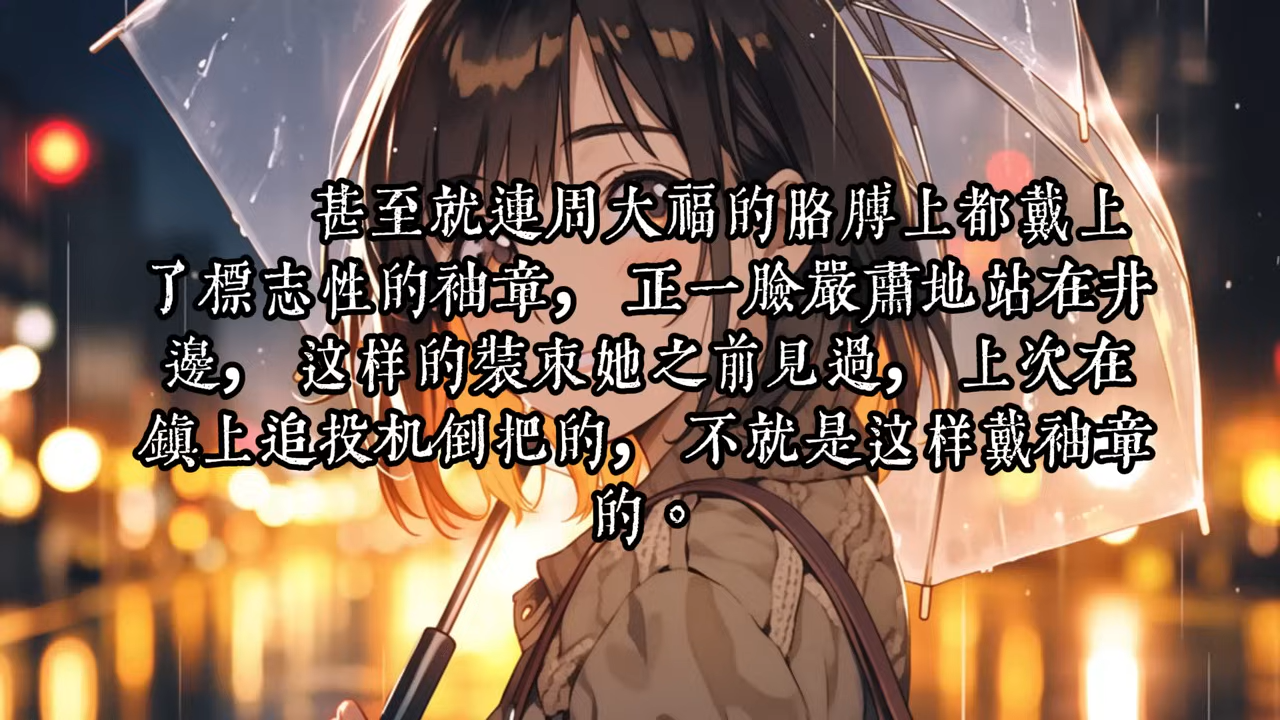 甚至就連周大福的胳膊上都戴上
了標志性的袖章, 正一臉嚴肅地站在井
邊, 这样的裝束她之前見過, 上次在
鎮上追投机倒把的, 不就是这样戴袖章
的。